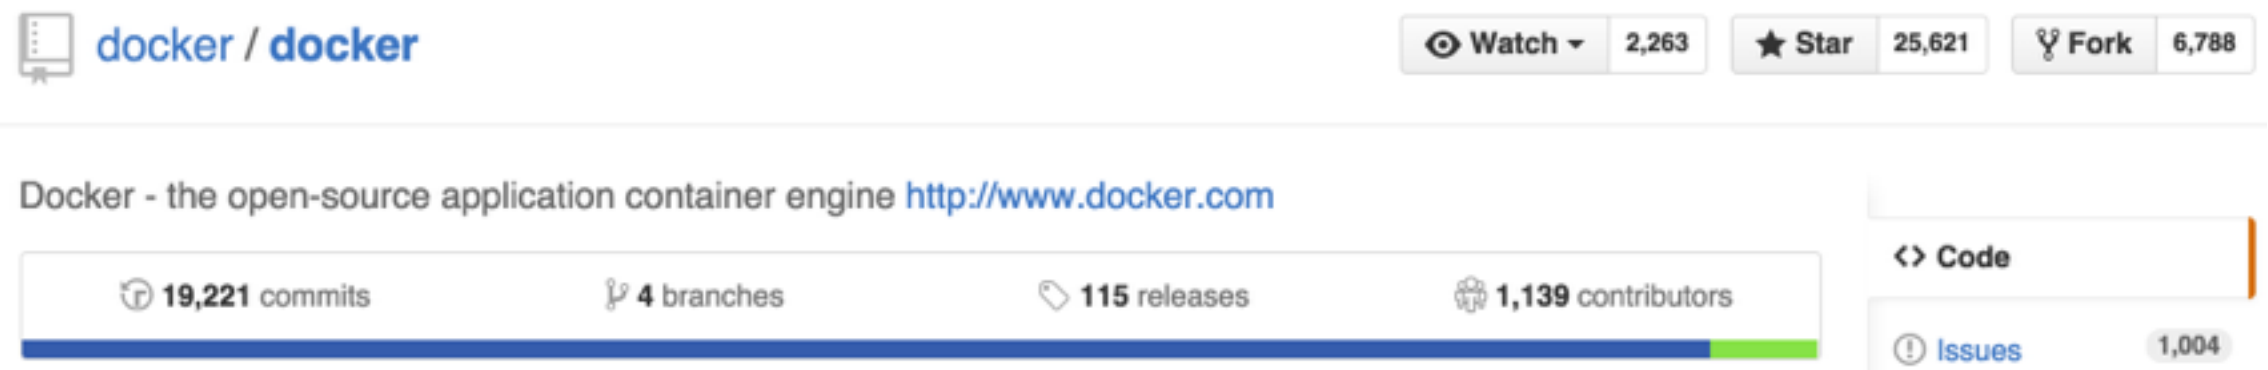 docker / docker
Watch 2,263 Star 25,621 Fork 6,788
Docker - the open-source application container engine http://www.docker.com
19,221 commits 4 branches 115 releases 1,139 contributors
<> Code
Issues 1,004